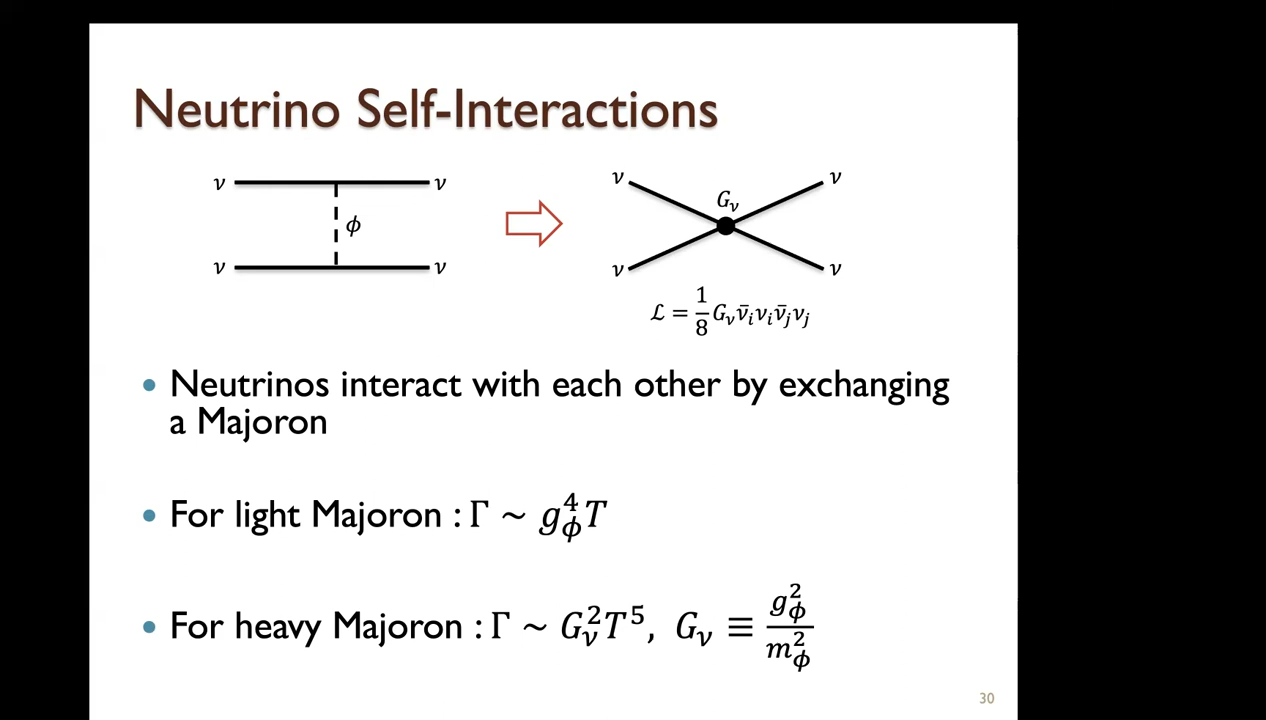 Neutrino Self-Interactions
ν ν
ϕ
ν ν
ν ν
G_ν
ν ν
ℒ = 1/8 G_ν ν̄_i ν_i ν̄_j ν_j
• Neutrinos interact with each other by exchanging
a Majoron
• For light Majoron : Γ ~ g_ϕ^4 T
• For heavy Majoron : Γ ~ G_ν^2 T^5, G_ν ≡ g_ϕ^2 / m_ϕ^2
30